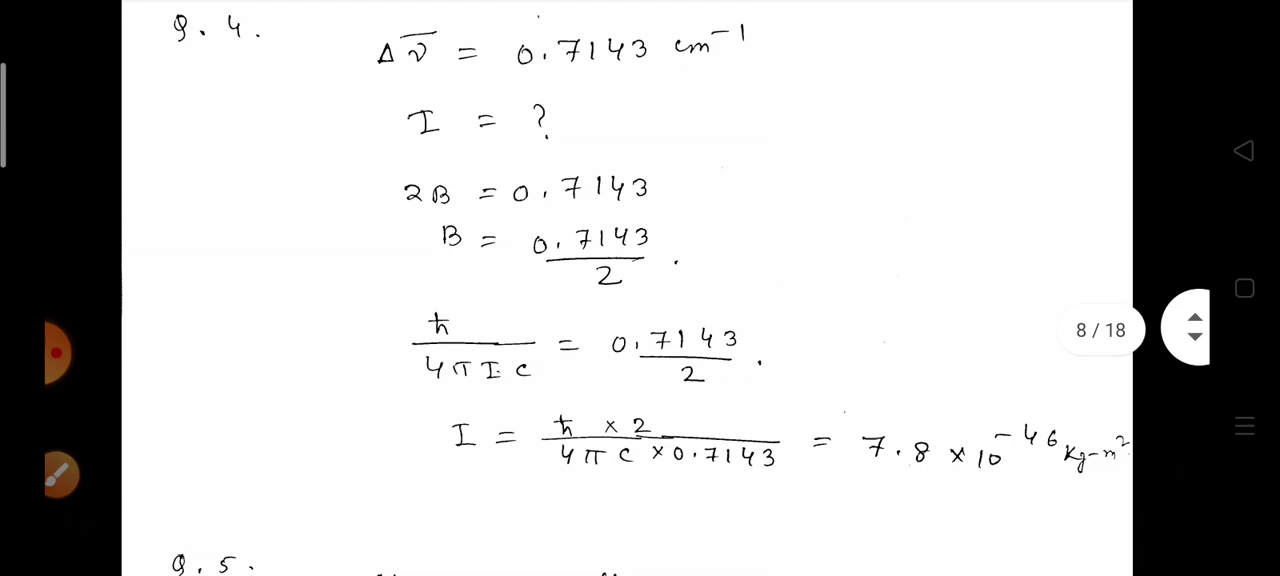 Q. 4.
Δν̅ = 0.7143 cm⁻¹
I = ?
2B = 0.7143
B = 0.7143/2 .
ħ/4πIc = 0.7143/2 .
8 / 18
I = ħ × 2/4πc × 0.7143 = 7.8 × 10⁻⁴⁶ Kg-m²
Q. 5.